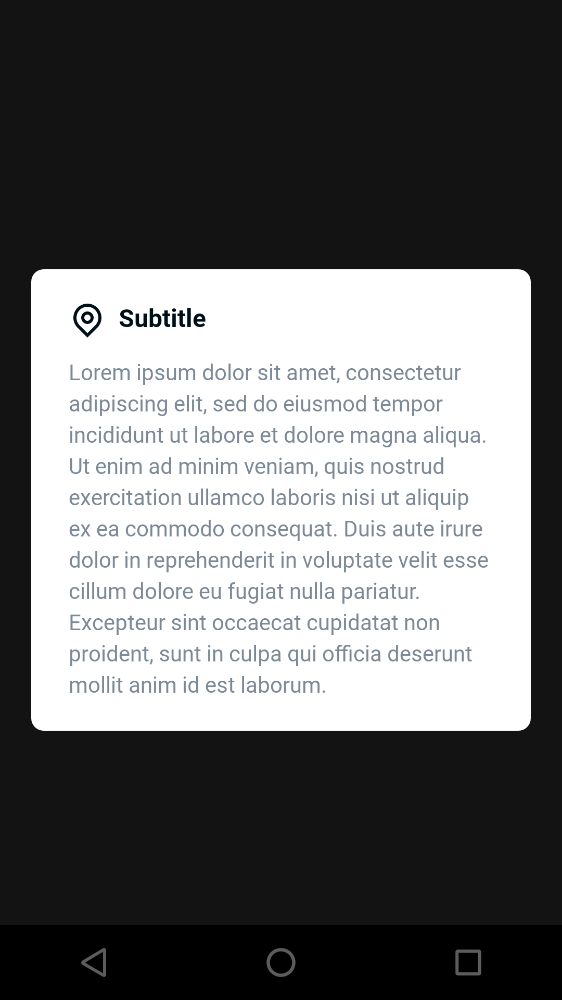 Subtitle
Lorem ipsum dolor sit amet, consectetur
adipiscing elit, sed do eiusmod tempor
incididunt ut labore et dolore magna aliqua.
Ut enim ad minim veniam, quis nostrud
exercitation ullamco laboris nisi ut aliquip
ex ea commodo consequat. Duis aute irure
dolor in reprehenderit in voluptate velit esse
cillum dolore eu fugiat nulla pariatur.
Excepteur sint occaecat cupidatat non
proident, sunt in culpa qui officia deserunt
mollit anim id est laborum.